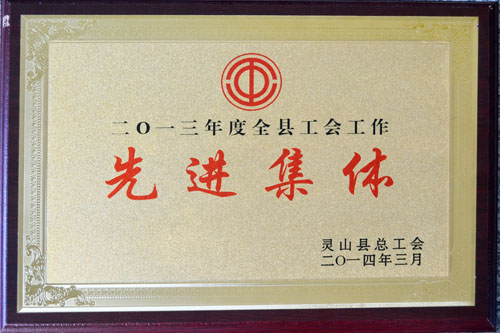 二〇一三年度全县工会工作
先进集体
灵山县总工会
二〇一四年三月